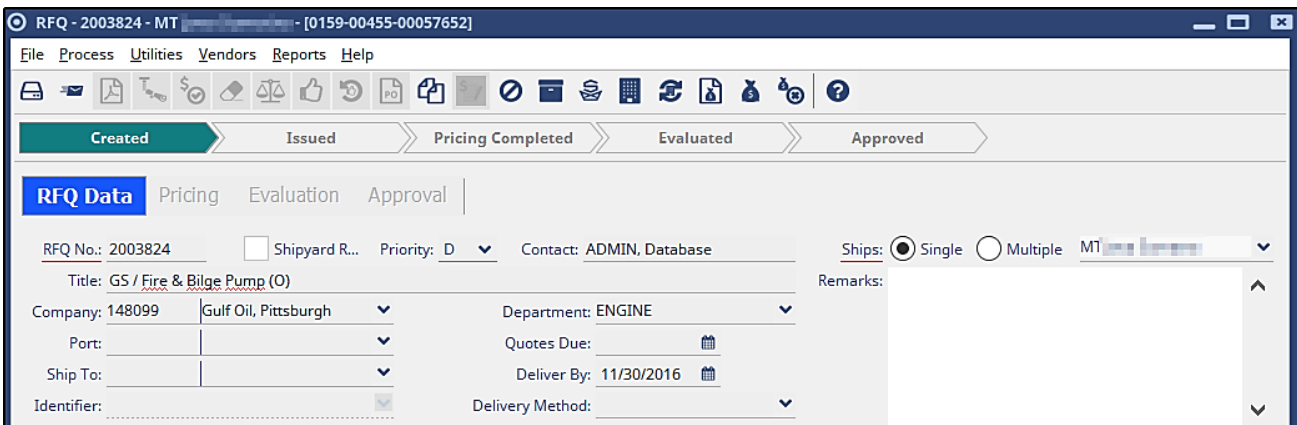 RFQ - 2003824 - MT - [0159-00455-00057652]
File Process Utilities Vendors Reports Help
Created Issued Pricing Completed Evaluated Approved
RFQ Data Pricing Evaluation Approval
RFQ No.: 2003824 Shipyard R... Priority: D Contact: ADMIN, Database Ships: Single Multiple MT
Title: GS / Fire & Bilge Pump (O) Remarks:
Company: 148099 Gulf Oil, Pittsburgh Department: ENGINE
Port: Quotes Due:
Ship To: Deliver By: 11/30/2016
Identifier: Delivery Method: